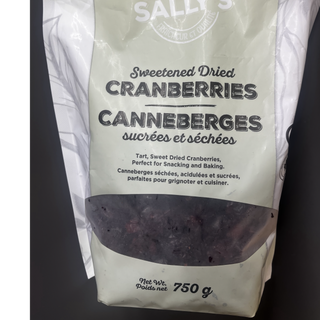 SALLY'S
Sweetened Dried
CRANBERRIES
CANNEBERGES
sucrées et séchées
Tart, Sweet Dried Cranberries,
Perfect for Snacking and Baking.
Canneberges séchées, acidulées et sucrées,
parfaites pour grignoter et cuisiner.
Net Wt.
Poids net 750 g